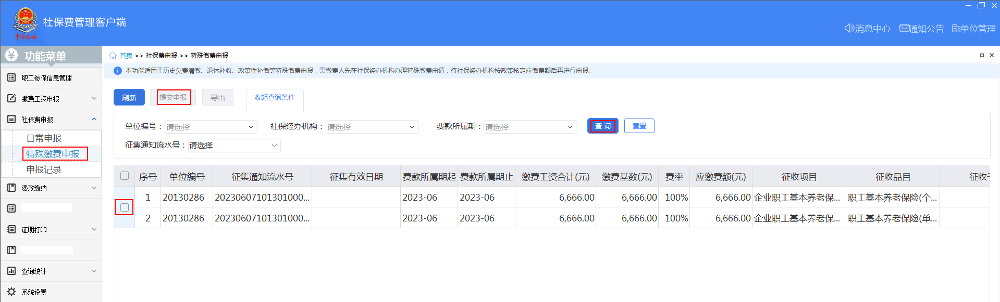 社保费管理客户端
消息中心 通知公告 单位管理
功能菜单
首页 >> 社保费申报 >> 特殊缴费申报
本功能适用于历史欠费清缴、退休补收、政策性补缴等特殊缴费申报，需缴费人先在社保经办机构办理特殊缴费申请，待社保经办机构按政策核定应缴费额后再进行申报。
职工参保信息管理
缴费工资申报
社保费申报
日常申报
特殊缴费申报
申报记录
费款缴纳
证明打印
.
查询统计
系统设置
刷新 提交申报 导出 收起查询条件
单位编号： 请选择 社保经办机构： 请选择 费款所属期： 请选择 查询 重置
征集通知流水号： 请选择
序号 单位编号 征集通知流水号 征集有效日期 费款所属期起 费款所属期止 缴费工资合计(元) 缴费基数(元) 费率 应缴费额(元) 征收项目 征收品目 征收
1 20130286 20230607101301000... 2023-06 2023-06 6,666.00 6,666.00 100% 6,666.00 企业职工基本养老保... 职工基本养老保险(个...
2 20130286 20230607101301000... 2023-06 2023-06 6,666.00 6,666.00 100% 6,666.00 企业职工基本养老保... 职工基本养老保险(单...